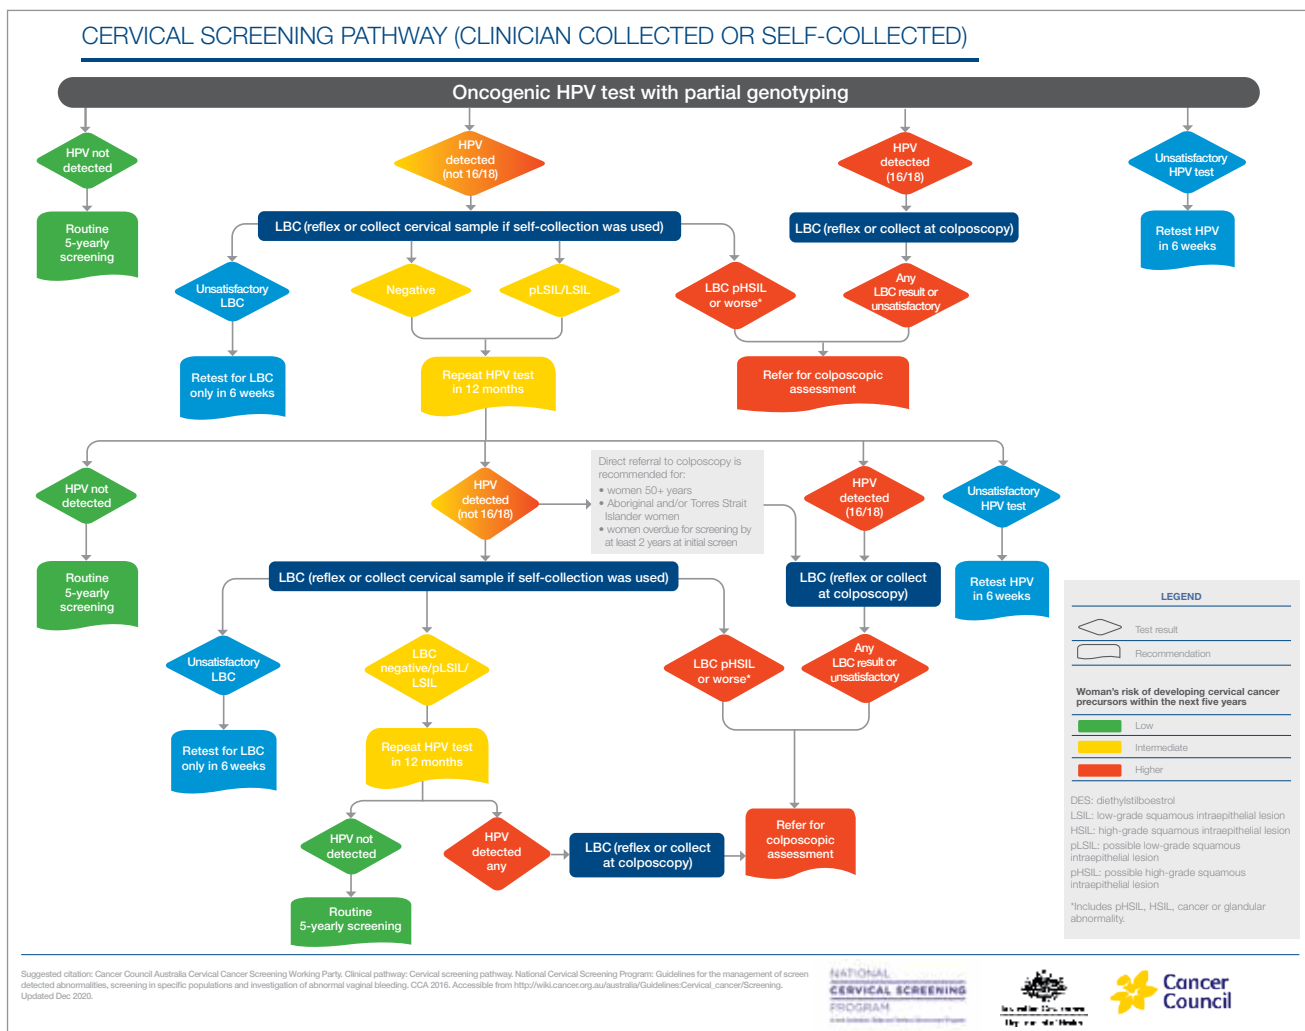 CERVICAL SCREENING PATHWAY (CLINICIAN COLLECTED OR SELF-COLLECTED)
Oncogenic HPV test with partial genotyping
HPV not
detected
HPV
detected
(not 16/18)
HPV
detected
(16/18)
Unsatisfactory
HPV test
Routine
5-yearly
screening
LBC (reflex or collect cervical sample if self-collection was used)
LBC (reflex or collect at colposcopy)
Retest HPV
in 6 weeks
Unsatisfactory
LBC
Negative
pLSIL/LSIL
LBC pHSIL
or worse*
Any
LBC result or
unsatisfactory
Retest for LBC
only in 6 weeks
Repeat HPV test
in 12 months
Refer for colposcopic
assessment
HPV not
detected
HPV
detected
(not 16/18)
Direct referral to colposcopy is
recommended for:
• women 50+ years
• Aboriginal and/or Torres Strait
Islander women
• women overdue for screening by
at least 2 years at initial screen
HPV
detected
(16/18)
Unsatisfactory
HPV test
Routine
5-yearly
screening
LBC (reflex or collect cervical sample if self-collection was used)
LBC (reflex or collect
at colposcopy)
Retest HPV
in 6 weeks
Unsatisfactory
LBC
LBC
negative/pLSIL/
LSIL
LBC pHSIL
or worse*
Any
LBC result or
unsatisfactory
Retest for LBC
only in 6 weeks
Repeat HPV test
in 12 months
HPV not
detected
HPV
detected
any
LBC (reflex or collect
at colposcopy)
Refer for
colposcopic
assessment
Routine
5-yearly screening
LEGEND
Test result
Recommendation
Woman's risk of developing cervical cancer
precursors within the next five years
Low
Intermediate
Higher
DES: diethylstilboestrol
LSIL: low-grade squamous intraepithelial lesion
HSIL: high-grade squamous intraepithelial lesion
pLSIL: possible low-grade squamous
intraepithelial lesion
pHSIL: possible high-grade squamous
intraepithelial lesion
*Includes pHSIL, HSIL, cancer or glandular
abnormality.
Suggested citation: Cancer Council Australia Cervical Cancer Screening Working Party. Clinical pathway: Cervical screening pathway. National Cervical Screening Program: Guidelines for the management of screen
detected abnormalities, screening in specific populations and investigation of abnormal vaginal bleeding. CCA 2016. Accessible from http://wiki.cancer.org.au/australia/Guidelines:Cervical_cancer/Screening.
Updated Dec 2020.
NATIONAL
CERVICAL SCREENING
PROGRAM
Cancer
Council